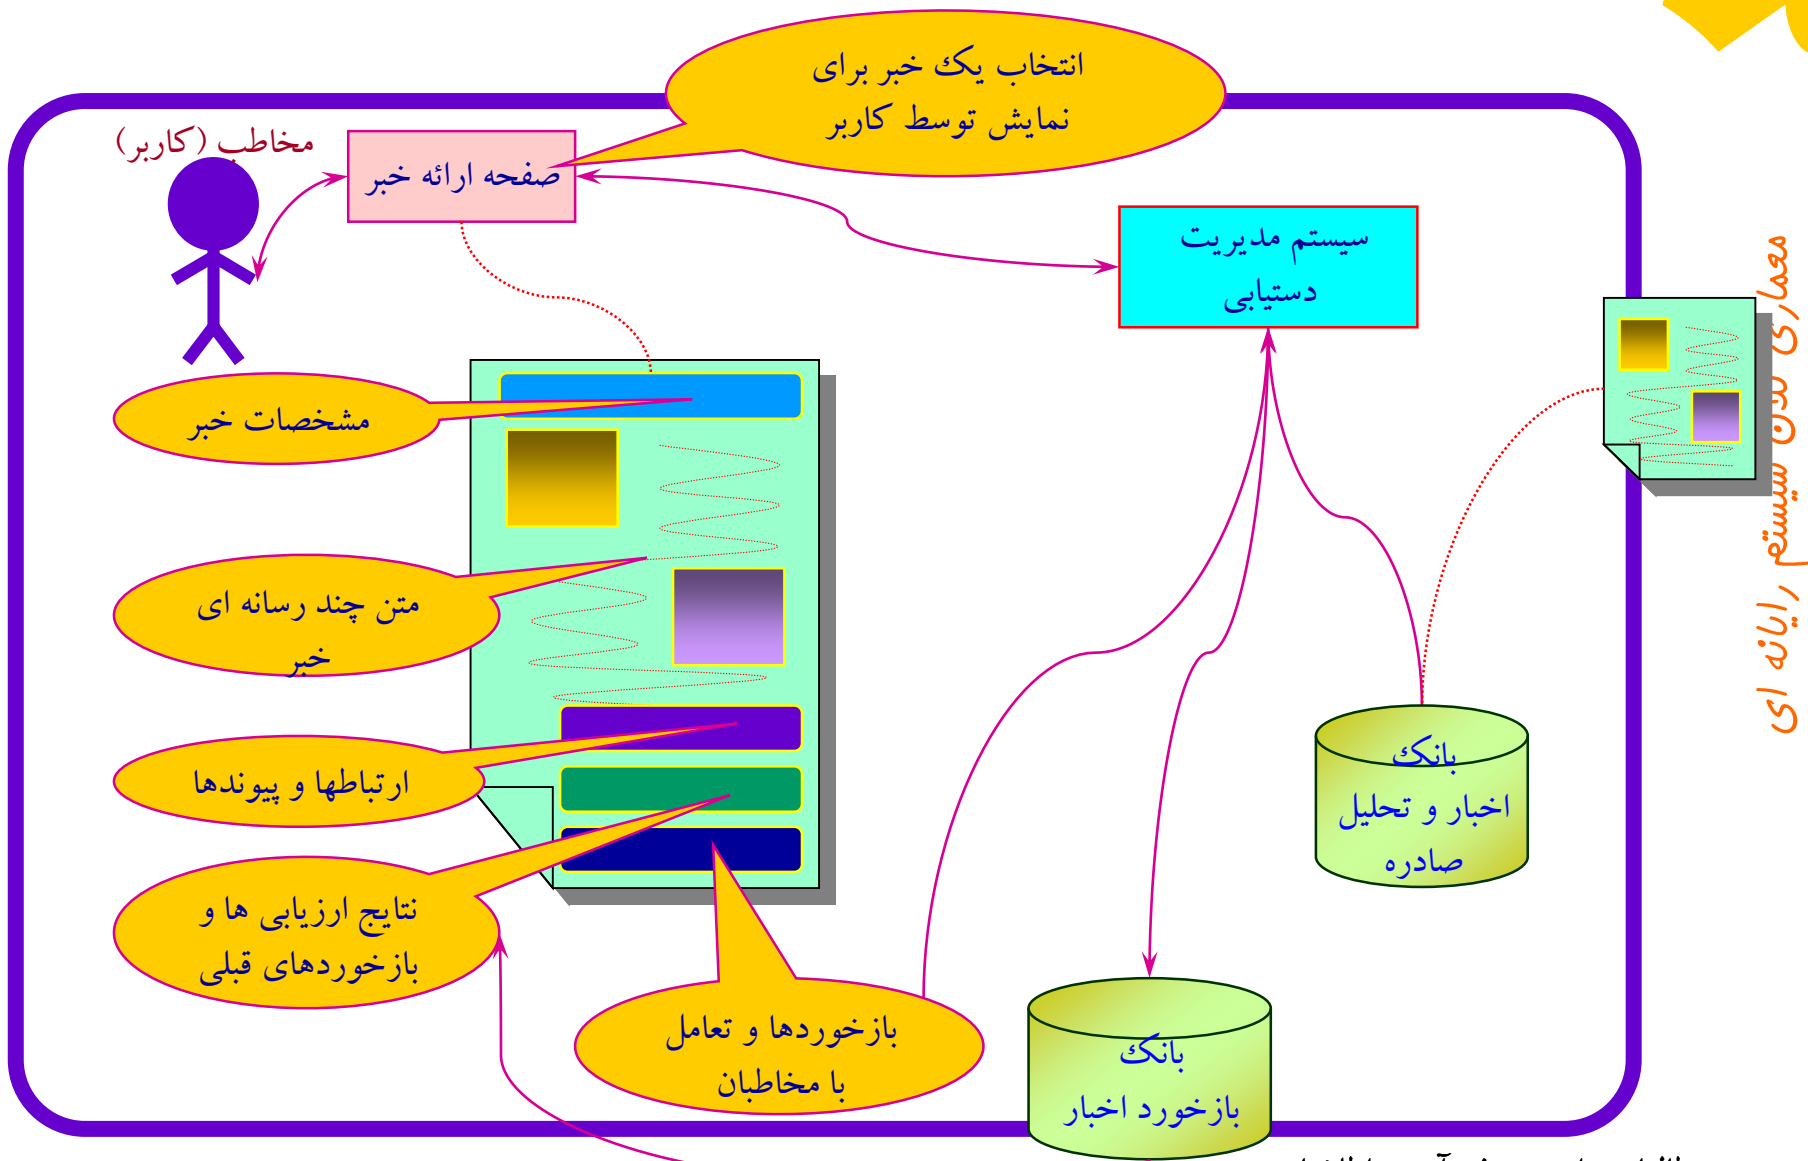 انتخاب یک خبر برای
نمایش توسط کاربر
مخاطب (کاربر)
صفحه ارائه خبر
سیستم مدیریت
دستیابی
مشخصات خبر
متن چند رسانه ای
خبر
ارتباطها و پیوندها
نتایج ارزیابی ها و
بازخوردهای قبلی
بازخوردها و تعامل
با مخاطبان
بانک
اخبار و تحلیل
صادره
بانک
بازخورد اخبار
معماری کلان سیستم رایانه ای